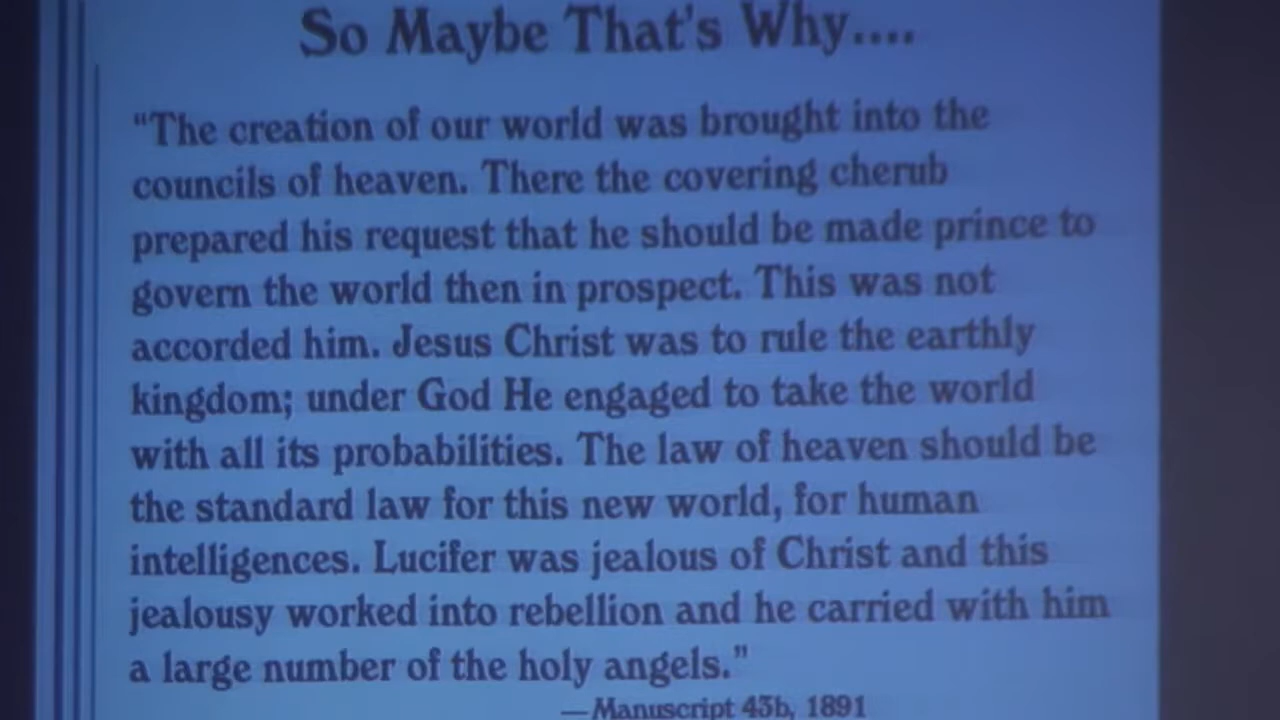 So Maybe That's Why....
“The creation of our world was brought into the
councils of heaven. There the covering cherub
prepared his request that he should be made prince to
govern the world then in prospect. This was not
accorded him. Jesus Christ was to rule the earthly
kingdom; under God He engaged to take the world
with all its probabilities. The law of heaven should be
the standard law for this new world, for human
intelligences. Lucifer was jealous of Christ and this
jealousy worked into rebellion and he carried with him
a large number of the holy angels.”
—Manuscript 43b, 1891